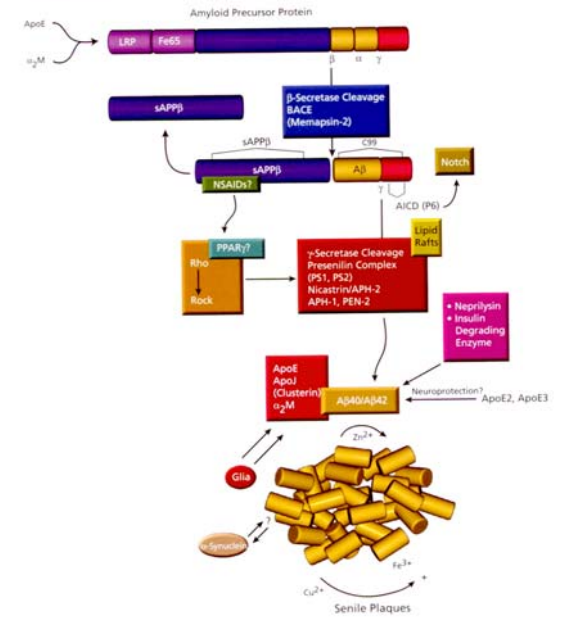 Amyloid Precursor Protein
ApoE
α2M
LRP
Fe65
β
α
γ
sAPPβ
β-Secretase Cleavage
BACE
(Memapsin-2)
sAPPβ
C99
sAPPβ
Aβ
Notch
NSAIDs?
γ
AICD (P6)
PPARγ?
Rho
Rock
γ-Secretase Cleavage
Presenilin Complex
(PS1, PS2)
Nicastrin/APH-2
APH-1, PEN-2
Lipid
Rafts
• Neprilysin
• Insulin
Degrading
Enzyme
ApoE
ApoJ
(Clusterin)
α2M
Aβ40/Aβ42
Neuroprotection?
ApoE2, ApoE3
Zn2+
Glia
?
α-Synuclein
Fe3+
Cu2+
+
Senile Plaques